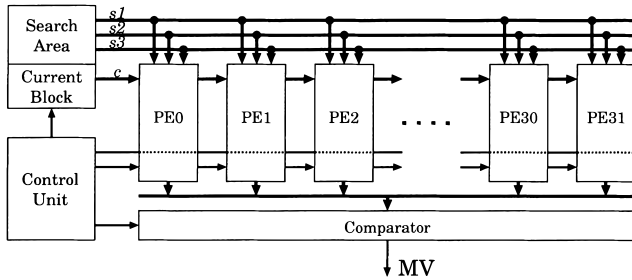 Search
Area
s1
s2
s3
Current
Block
c
PE0
PE1
PE2
. . . .
PE30
PE31
Control
Unit
Comparator
MV